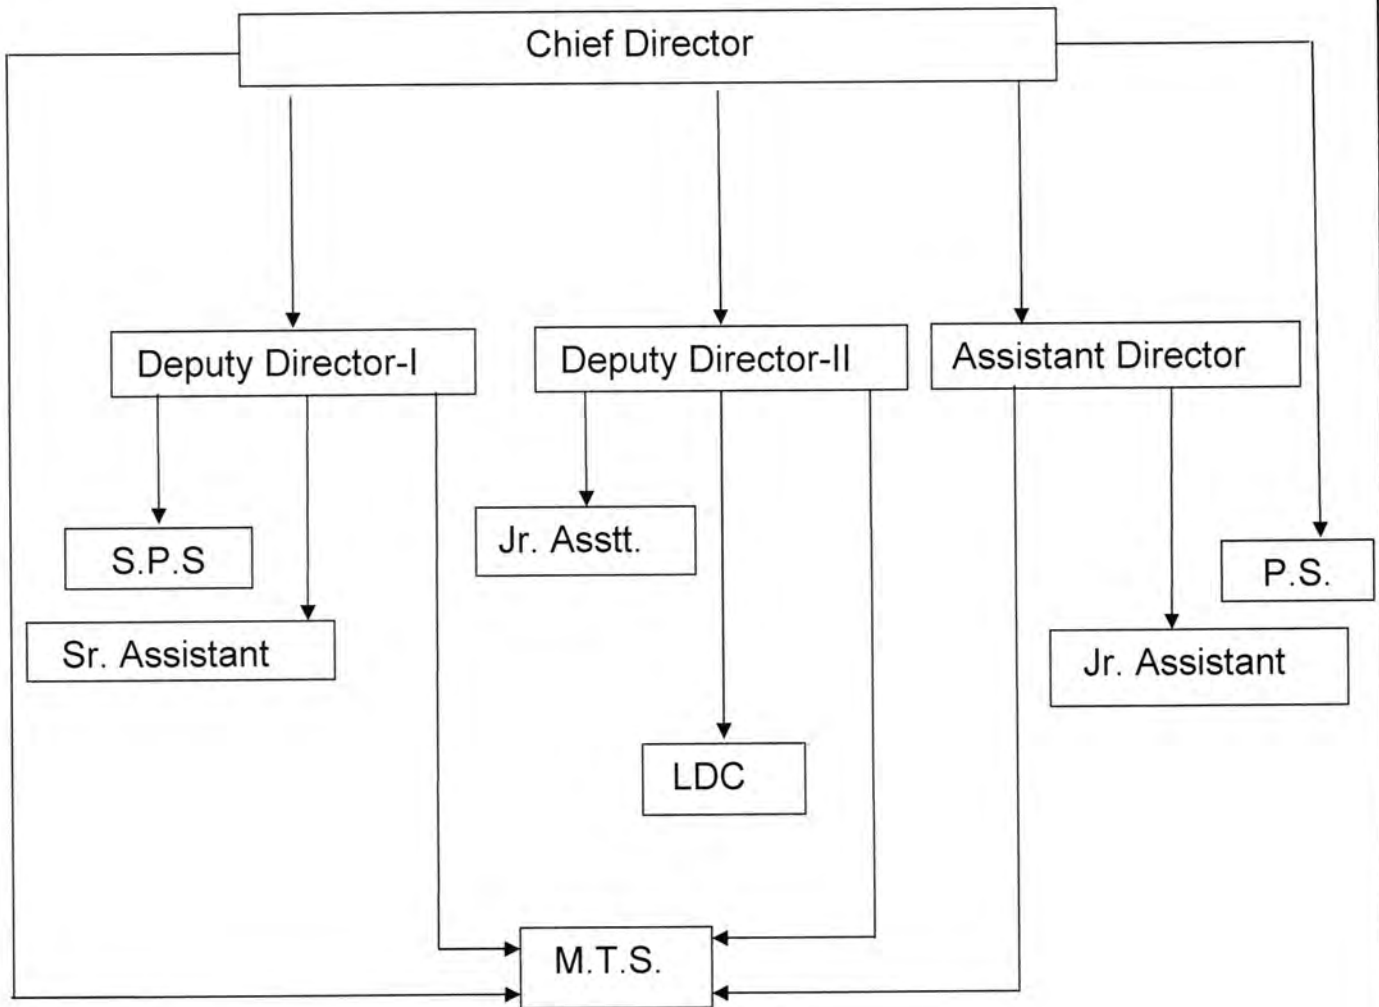 Chief Director
Deputy Director-I
Deputy Director-II
Assistant Director
S.P.S
Jr. Asstt.
P.S.
Sr. Assistant
Jr. Assistant
LDC
M.T.S.